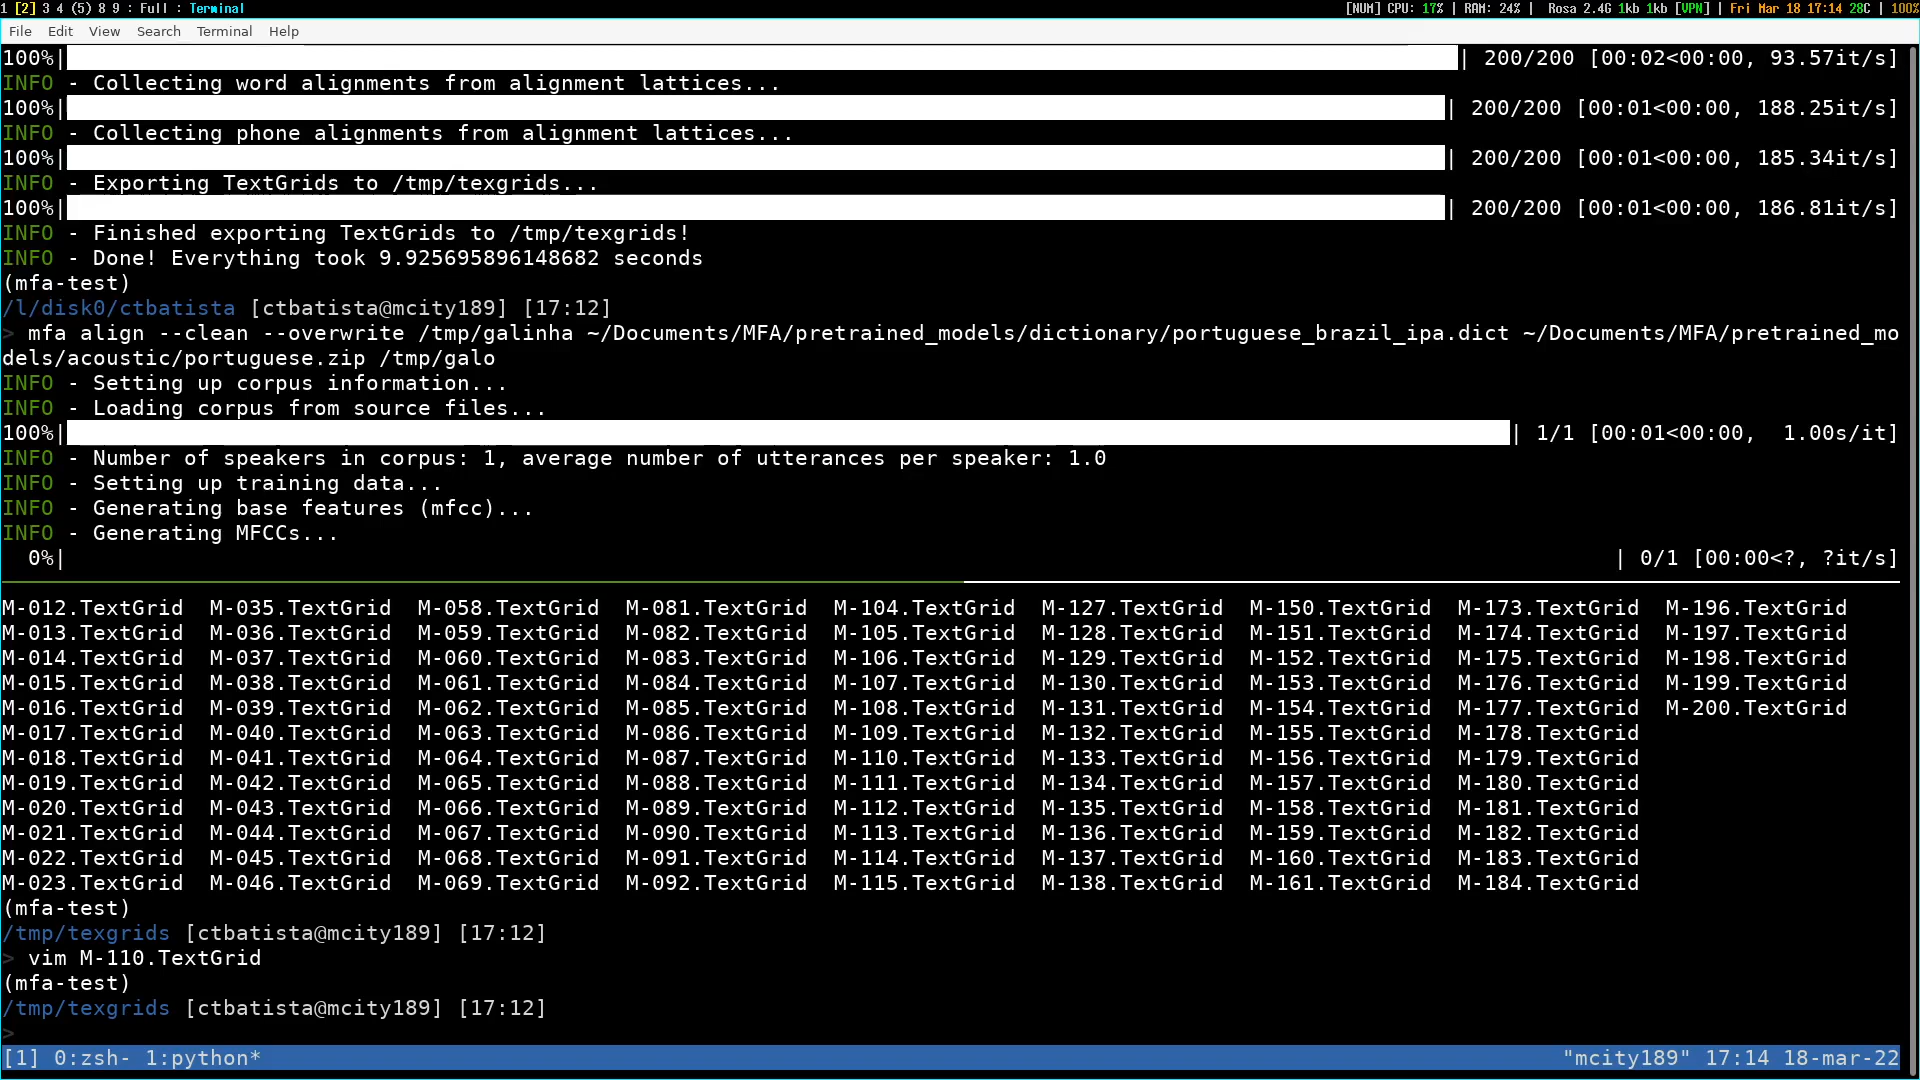 1 [2] 3 4 (5) 8 9 : Full : Terminal [NUM] CPU: 17% | RAM: 24% | Rosa 2.4G 1kb 1kb [VPN] | Fri Mar 18 17:14 28C | 100%
File Edit View Search Terminal Help
100%| | 200/200 [00:02<00:00, 93.57it/s]
INFO - Collecting word alignments from alignment lattices...
100%| | 200/200 [00:01<00:00, 188.25it/s]
INFO - Collecting phone alignments from alignment lattices...
100%| | 200/200 [00:01<00:00, 185.34it/s]
INFO - Exporting TextGrids to /tmp/texgrids...
100%| | 200/200 [00:01<00:00, 186.81it/s]
INFO - Finished exporting TextGrids to /tmp/texgrids!
INFO - Done! Everything took 9.925695896148682 seconds
(mfa-test)
/l/disk0/ctbatista [ctbatista@mcity189] [17:12]
> mfa align --clean --overwrite /tmp/galinha ~/Documents/MFA/pretrained_models/dictionary/portuguese_brazil_ipa.dict ~/Documents/MFA/pretrained_mo
dels/acoustic/portuguese.zip /tmp/galo
INFO - Setting up corpus information...
INFO - Loading corpus from source files...
100%| | 1/1 [00:01<00:00, 1.00s/it]
INFO - Number of speakers in corpus: 1, average number of utterances per speaker: 1.0
INFO - Setting up training data...
INFO - Generating base features (mfcc)...
INFO - Generating MFCCs...
0%| | 0/1 [00:00<?, ?it/s]
M-012.TextGrid M-035.TextGrid M-058.TextGrid M-081.TextGrid M-104.TextGrid M-127.TextGrid M-150.TextGrid M-173.TextGrid M-196.TextGrid
M-013.TextGrid M-036.TextGrid M-059.TextGrid M-082.TextGrid M-105.TextGrid M-128.TextGrid M-151.TextGrid M-174.TextGrid M-197.TextGrid
M-014.TextGrid M-037.TextGrid M-060.TextGrid M-083.TextGrid M-106.TextGrid M-129.TextGrid M-152.TextGrid M-175.TextGrid M-198.TextGrid
M-015.TextGrid M-038.TextGrid M-061.TextGrid M-084.TextGrid M-107.TextGrid M-130.TextGrid M-153.TextGrid M-176.TextGrid M-199.TextGrid
M-016.TextGrid M-039.TextGrid M-062.TextGrid M-085.TextGrid M-108.TextGrid M-131.TextGrid M-154.TextGrid M-177.TextGrid M-200.TextGrid
M-017.TextGrid M-040.TextGrid M-063.TextGrid M-086.TextGrid M-109.TextGrid M-132.TextGrid M-155.TextGrid M-178.TextGrid
M-018.TextGrid M-041.TextGrid M-064.TextGrid M-087.TextGrid M-110.TextGrid M-133.TextGrid M-156.TextGrid M-179.TextGrid
M-019.TextGrid M-042.TextGrid M-065.TextGrid M-088.TextGrid M-111.TextGrid M-134.TextGrid M-157.TextGrid M-180.TextGrid
M-020.TextGrid M-043.TextGrid M-066.TextGrid M-089.TextGrid M-112.TextGrid M-135.TextGrid M-158.TextGrid M-181.TextGrid
M-021.TextGrid M-044.TextGrid M-067.TextGrid M-090.TextGrid M-113.TextGrid M-136.TextGrid M-159.TextGrid M-182.TextGrid
M-022.TextGrid M-045.TextGrid M-068.TextGrid M-091.TextGrid M-114.TextGrid M-137.TextGrid M-160.TextGrid M-183.TextGrid
M-023.TextGrid M-046.TextGrid M-069.TextGrid M-092.TextGrid M-115.TextGrid M-138.TextGrid M-161.TextGrid M-184.TextGrid
(mfa-test)
/tmp/texgrids [ctbatista@mcity189] [17:12]
> vim M-110.TextGrid
(mfa-test)
/tmp/texgrids [ctbatista@mcity189] [17:12]
>
[1] 0:zsh- 1:python* "mcity189" 17:14 18-mar-22